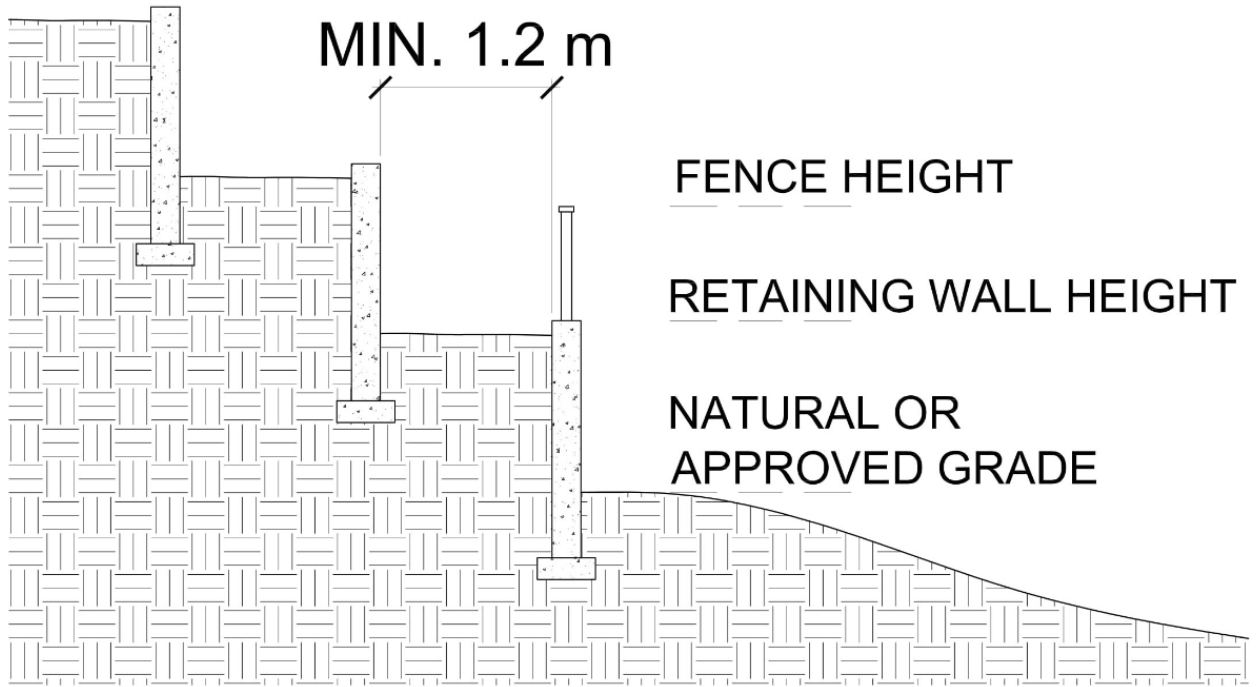 MIN. 1.2 m
FENCE HEIGHT
RETAINING WALL HEIGHT
NATURAL OR
APPROVED GRADE